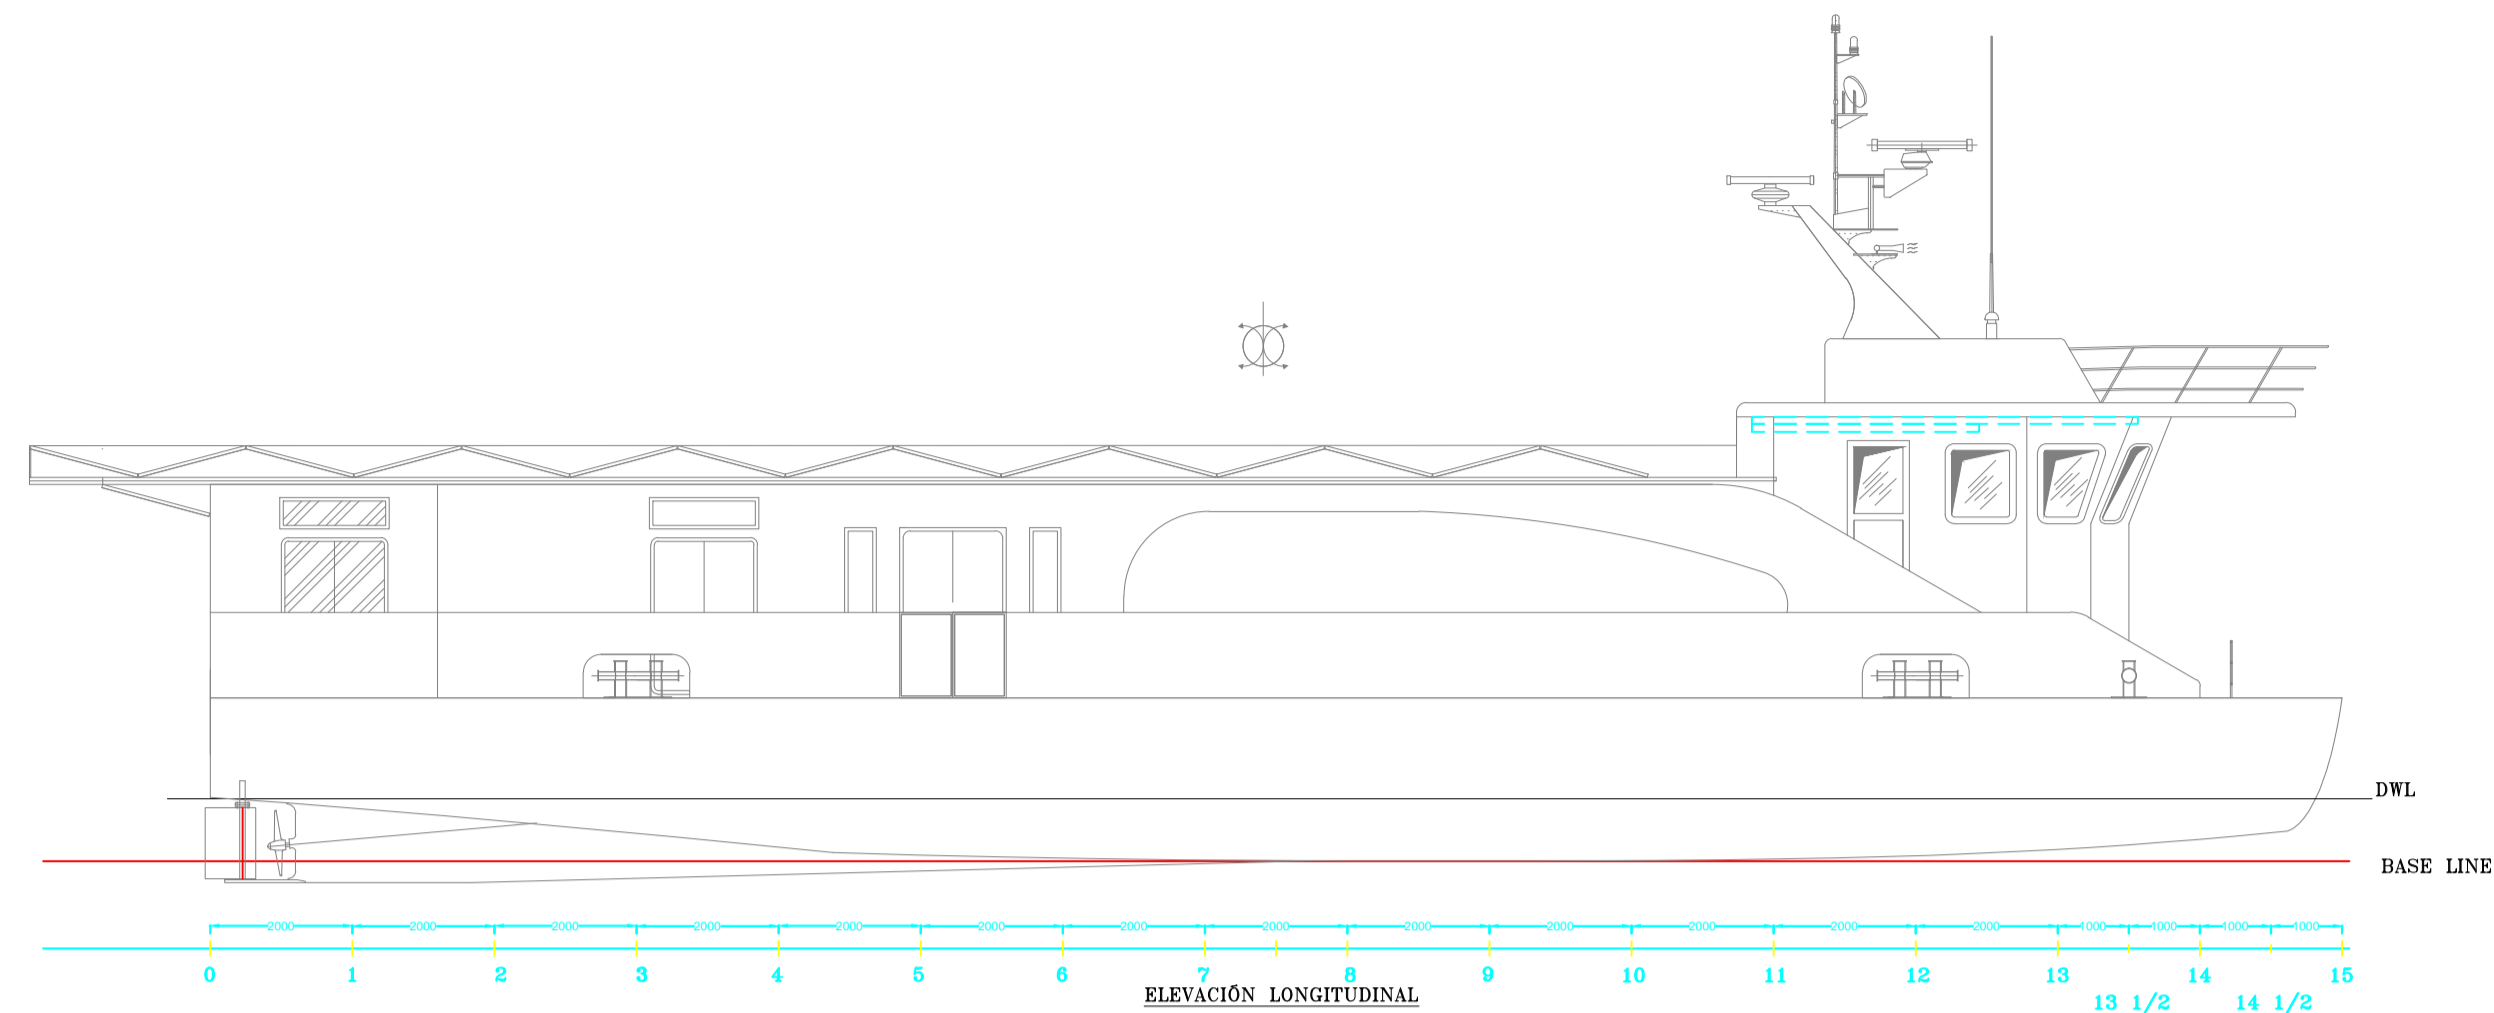 DWL
BASE LINE
2000 2000 2000 2000 2000 2000 2000 2000 2000 2000 2000 2000 2000 1000 1000 1000 1000
0 1 2 3 4 5 6 7 8 9 10 11 12 13 14 15
ELEVACIÕN LONGITUDINAL
13 1/2 14 1/2